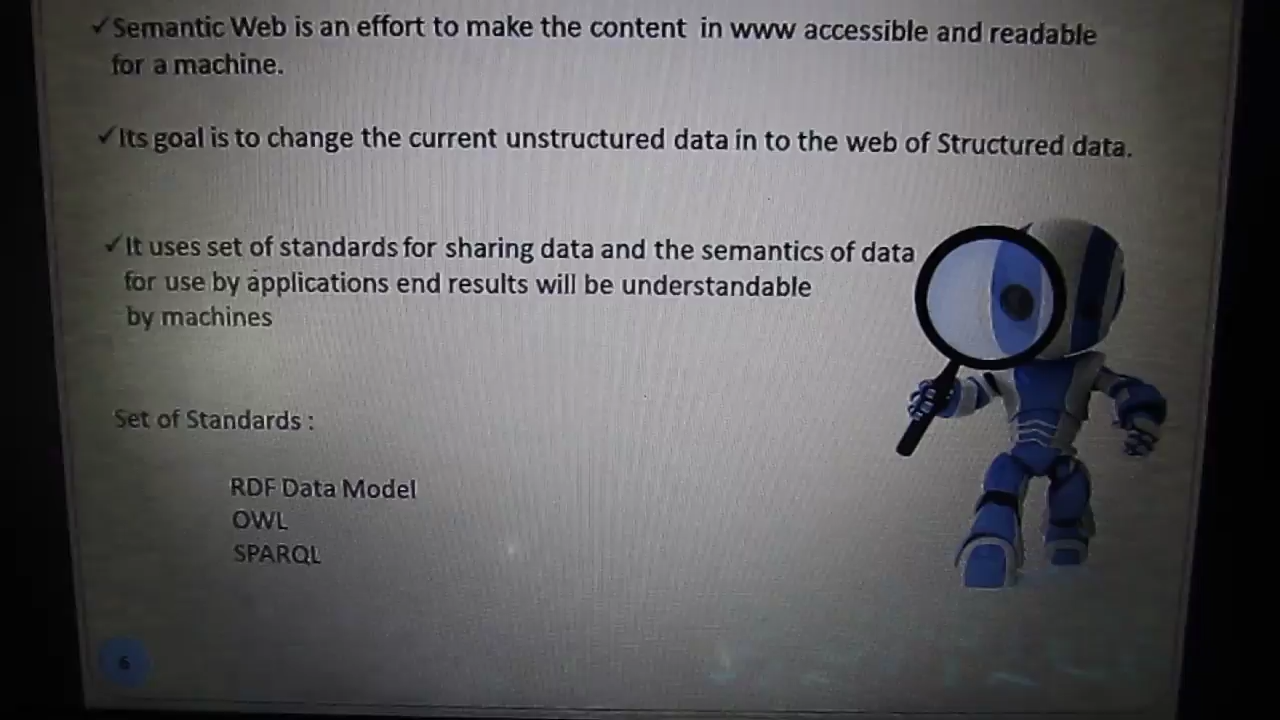 ✓Semantic Web is an effort to make the content in www accessible and readable
for a machine.
✓Its goal is to change the current unstructured data in to the web of Structured data.
✓It uses set of standards for sharing data and the semantics of data
for use by applications end results will be understandable
by machines
Set of Standards :
RDF Data Model
OWL
SPARQL
6